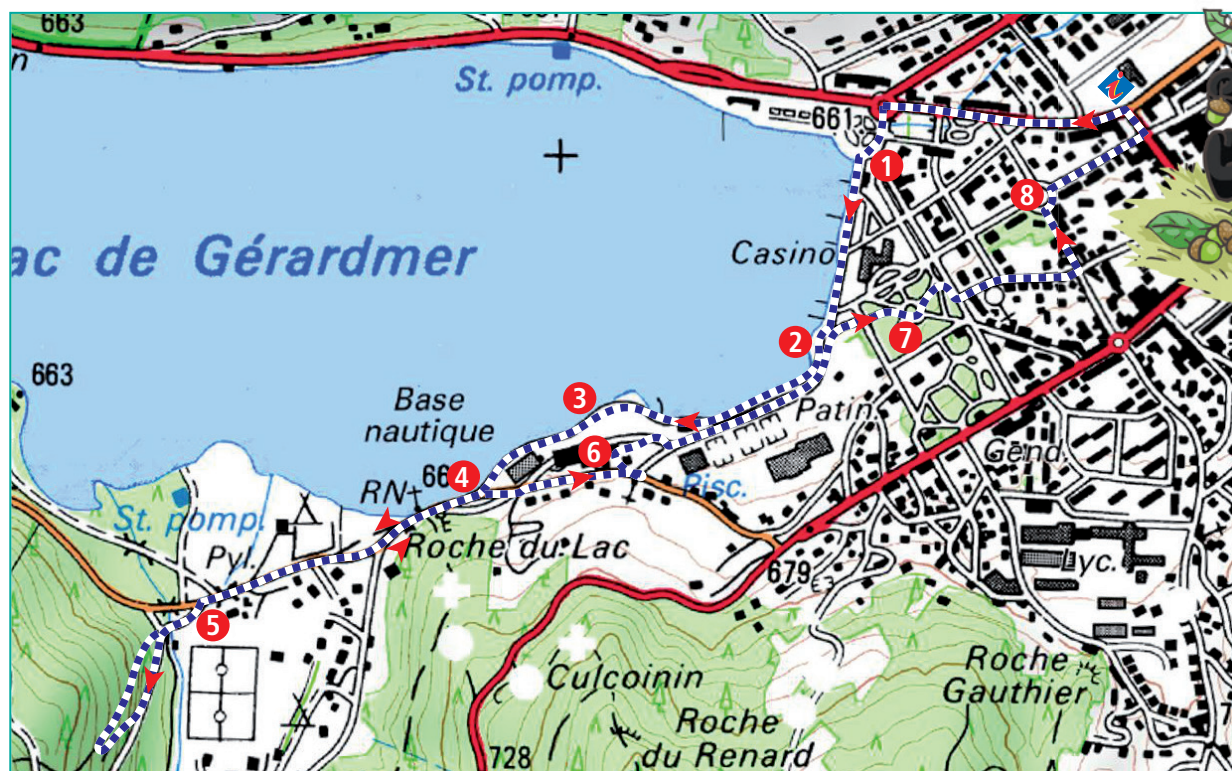 663
n
St. pomp.
661
i
1
8
ac de Gérardmer
Casino
2
7
663
Base
nautique
3
Patin.
6
4
Gend.
RN
66
Pisc.
St. pomp.
Pyl.
Roche du Lac
Lyc.
679
5
Culcoinin
Roche
Gauthier
Roche
du Renard
728